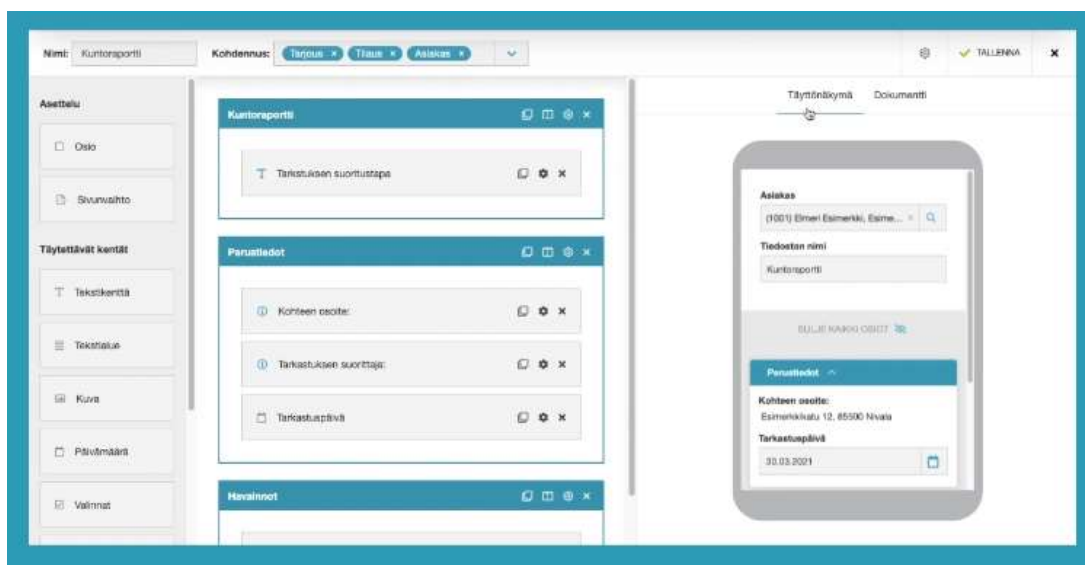 Nimi: Kuntoraportti Kohdennus: Tarjous × Tilaus × Asiakas × TALLENNA
Asettelu
Osio
Sivunvaihto
Täytettävät kentät
Tekstikenttä
Tekstialue
Kuva
Päivämäärä
Valinnat
Kuntoraportti
Tarkstuksen suoritustapa
Perustiedot
Kohteen osoite:
Tarkastuksen suorittaja:
Tarkastuspäivä
Havainnot
Täyttönäkymä Dokumentti
Asiakas
(1001) Elmeri Esimerkki, Esime...
Tiedoston nimi
Kuntoraportti
SULJE KAIKKI OSIOT
Perustiedot
Kohteen osoite:
Esimerkkikatu 12, 85500 Nivala
Tarkastuspäivä
30.03.2021